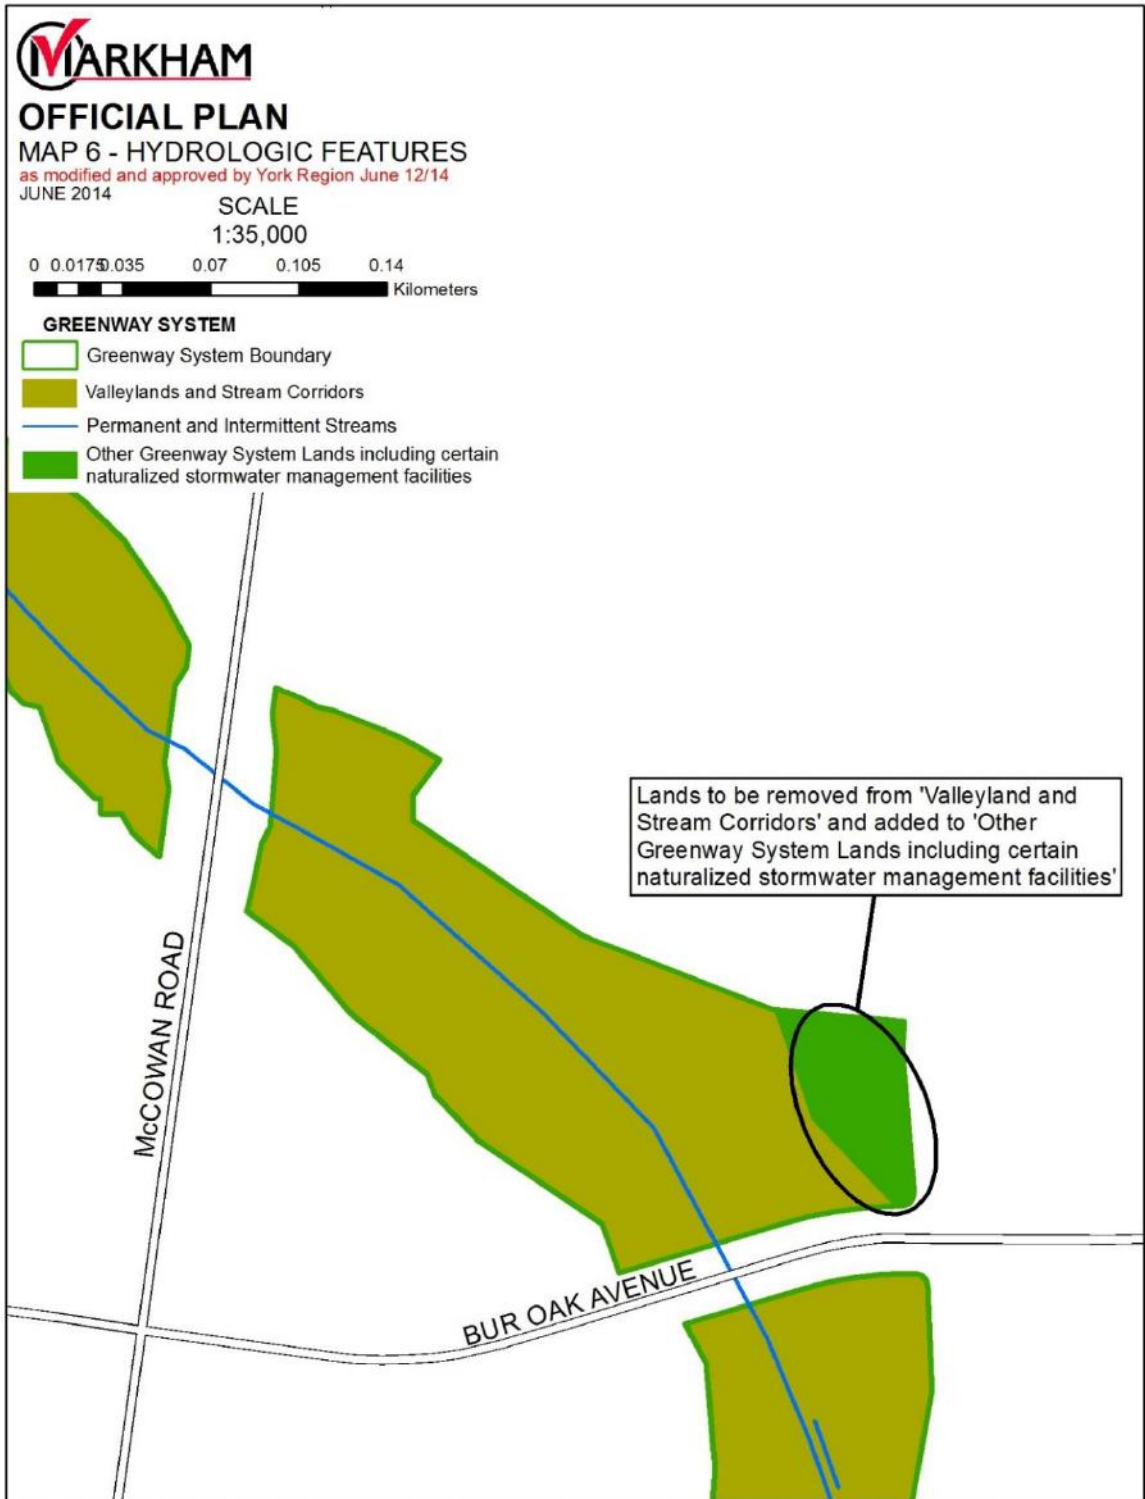 MARKHAM
OFFICIAL PLAN
MAP 6 - HYDROLOGIC FEATURES
as modified and approved by York Region June 12/14
JUNE 2014
SCALE
1:35,000
0 0.0175 0.035 0.07 0.105 0.14
Kilometers
GREENWAY SYSTEM
Greenway System Boundary
Valleylands and Stream Corridors
Permanent and Intermittent Streams
Other Greenway System Lands including certain
naturalized stormwater management facilities
Lands to be removed from 'Valleyland and
Stream Corridors' and added to 'Other
Greenway System Lands including certain
naturalized stormwater management facilities'
McCOWAN ROAD
BUR OAK AVENUE